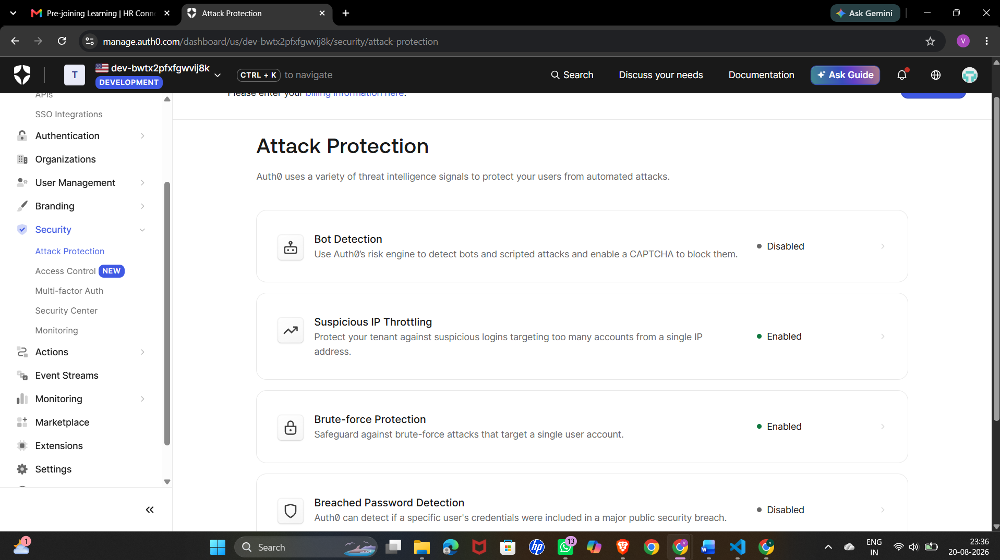 Pre-joining Learning | HR Conne
Attack Protection
Ask Gemini
manage.auth0.com/dashboard/us/dev-bwtx2pfxfgwvij8k/security/attack-protection
V
T
dev-bwtx2pfxfgwvij8k
DEVELOPMENT
CTRL + K to navigate
Search
Discuss your needs
Documentation
Ask Guide
APIs
SSO Integrations
Authentication
Organizations
User Management
Branding
Security
Attack Protection
Access Control NEW
Multi-factor Auth
Security Center
Monitoring
Actions
Event Streams
Monitoring
Marketplace
Extensions
Settings
Please enter your billing information here.
Attack Protection
Auth0 uses a variety of threat intelligence signals to protect your users from automated attacks.
Bot Detection
Use Auth0's risk engine to detect bots and scripted attacks and enable a CAPTCHA to block them.
Disabled
Suspicious IP Throttling
Protect your tenant against suspicious logins targeting too many accounts from a single IP
address.
Enabled
Brute-force Protection
Safeguard against brute-force attacks that target a single user account.
Enabled
Breached Password Detection
Auth0 can detect if a specific user's credentials were included in a major public security breach.
Disabled
1
Search
hp
13
W
V
V
ENG
IN
23:36
20-08-2026